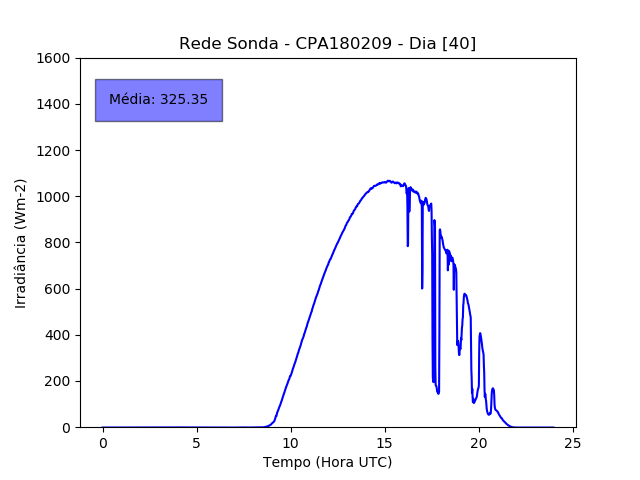 Rede Sonda - CPA180209 - Dia [40]
1600
1400
1200
1000
800
600
400
200
0
Irradiância (Wm-2)
Média: 325.35
0 5 10 15 20 25
Tempo (Hora UTC)